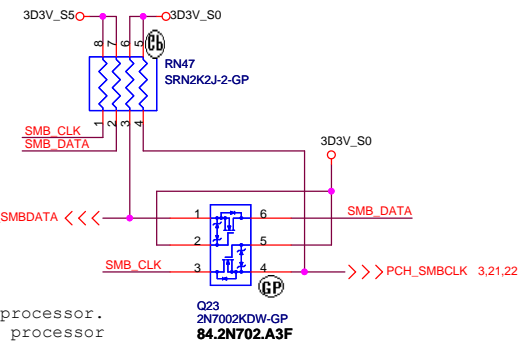 3D3V_S5
3D3V_S0
8
7
6
5
RN47
SRN2K2J-2-GP
1
2
3
4
SMB_CLK
SMB_DATA
3D3V_S0
SMBDATA
1
6
SMB_DATA
2
5
SMB_CLK
3
4
PCH_SMBCLK 3,21,22
GP
Q23
2N7002KDW-GP
84.2N702.A3F
processor.
processor